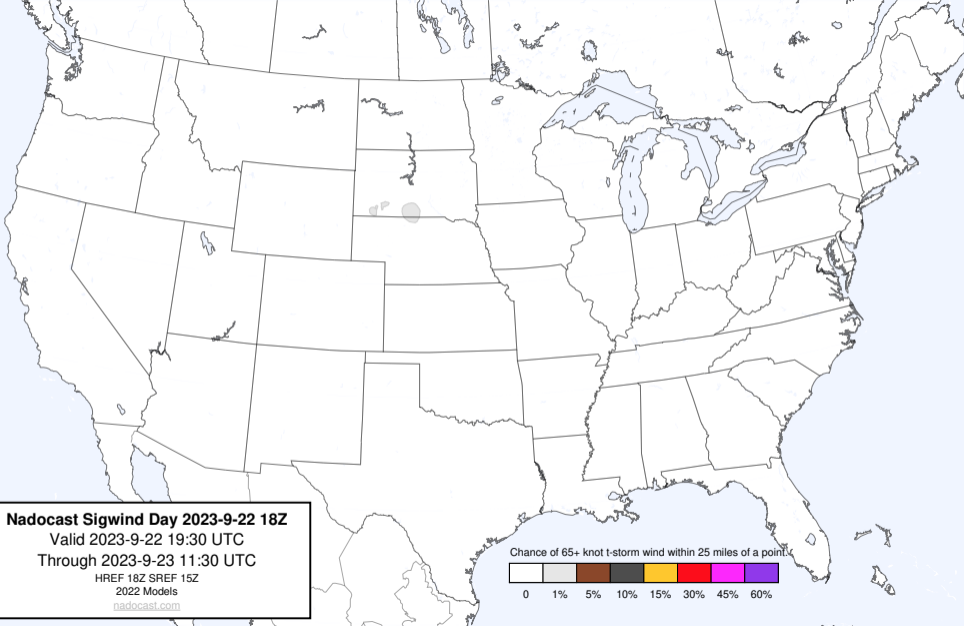 Nadocast Sigwind Day 2023-9-22 18Z
Valid 2023-9-22 19:30 UTC
Through 2023-9-23 11:30 UTC
HREF 18Z SREF 15Z
2022 Models
nadocast.com
Chance of 65+ knot t-storm wind within 25 miles of a point.
0 1% 5% 10% 15% 30% 45% 60%